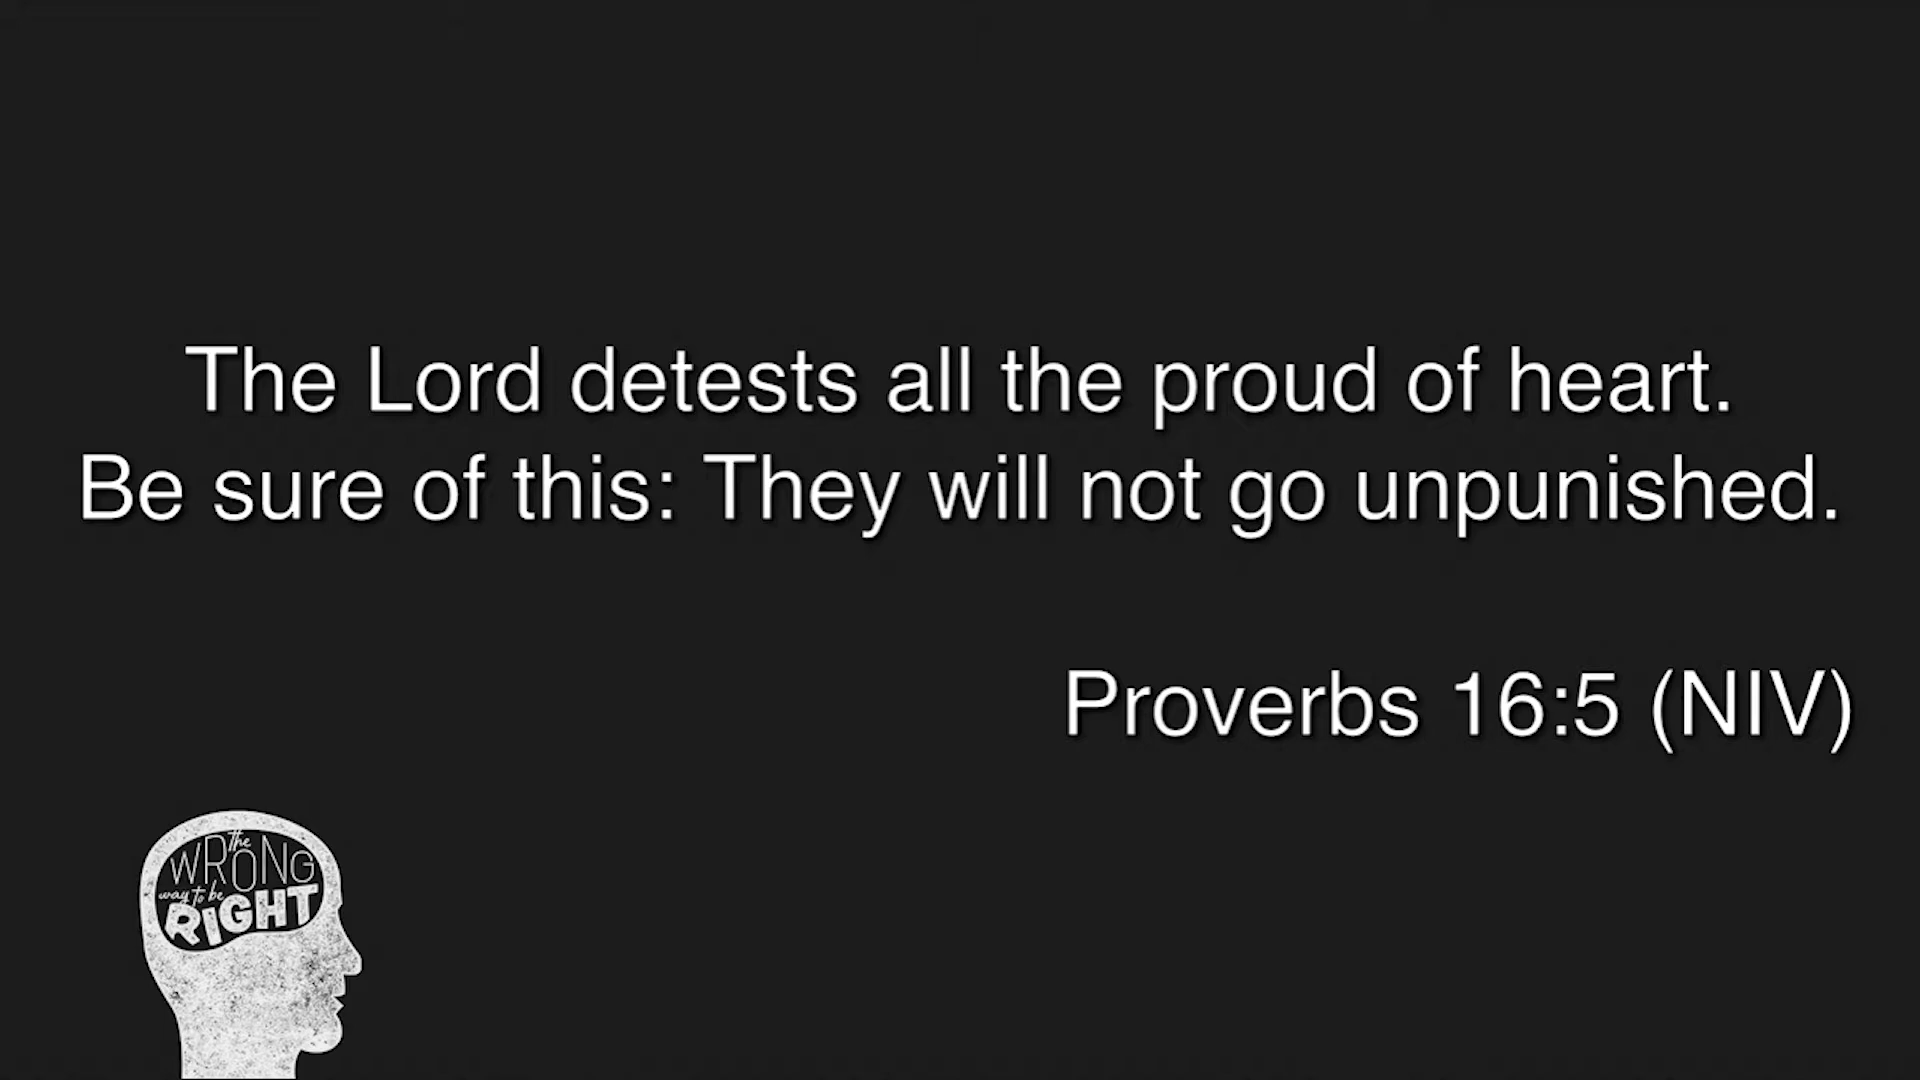 The Lord detests all the proud of heart.
Be sure of this: They will not go unpunished.
Proverbs 16:5 (NIV)
the
WRONG
way to be
RIGHT